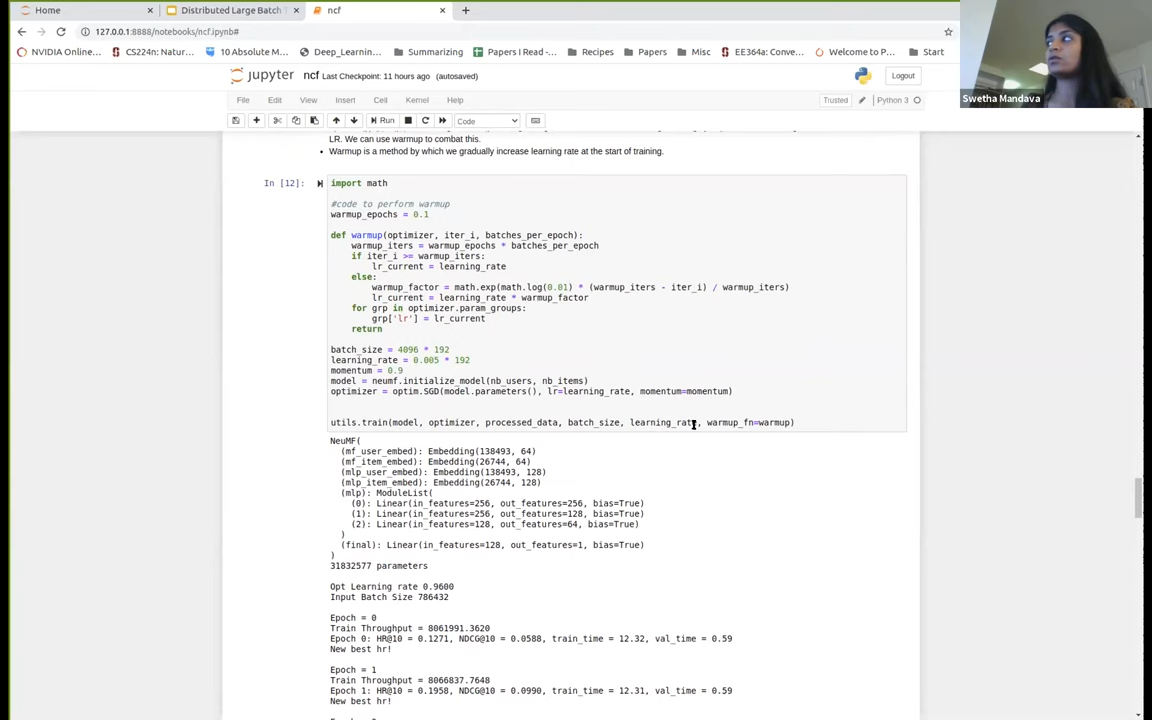 Home
Distributed Large Batch T
ncf
127.0.0.1:8888/notebooks/ncf.ipynb#
NVIDIA Online...
CS224n: Natur...
10 Absolute M...
Deep_Learnin...
Summarizing
Papers I Read -...
Recipes
Papers
Misc
EE364a: Conve...
Welcome to P...
Start
jupyter ncf Last Checkpoint: 11 hours ago (autosaved)
Logout
Swetha Mandava
File Edit View Insert Cell Kernel Help
Trusted
Python 3
Run
Code
LR. We can use warmup to combat this.
• Warmup is a method by which we gradually increase learning rate at the start of training.
In [12]:
import math
#code to perform warmup
warmup_epochs = 0.1
def warmup(optimizer, iter_i, batches_per_epoch):
    warmup_iters = warmup_epochs * batches_per_epoch
    if iter_i >= warmup_iters:
        lr_current = learning_rate
    else:
        warmup_factor = math.exp(math.log(0.01) * (warmup_iters - iter_i) / warmup_iters)
        lr_current = learning_rate * warmup_factor
    for grp in optimizer.param_groups:
        grp['lr'] = lr_current
    return
batch_size = 4096 * 192
learning_rate = 0.005 * 192
momentum = 0.9
model = neumf.initialize_model(nb_users, nb_items)
optimizer = optim.SGD(model.parameters(), lr=learning_rate, momentum=momentum)
utils.train(model, optimizer, processed_data, batch_size, learning_rate, warmup_fn=warmup)
NeuMF(
  (mf_user_embed): Embedding(138493, 64)
  (mf_item_embed): Embedding(26744, 64)
  (mlp_user_embed): Embedding(138493, 128)
  (mlp_item_embed): Embedding(26744, 128)
  (mlp): ModuleList(
    (0): Linear(in_features=256, out_features=256, bias=True)
    (1): Linear(in_features=256, out_features=128, bias=True)
    (2): Linear(in_features=128, out_features=64, bias=True)
  )
  (final): Linear(in_features=128, out_features=1, bias=True)
)
31832577 parameters
Opt Learning rate 0.9600
Input Batch Size 786432
Epoch = 0
Train Throughput = 8061991.3620
Epoch 0: HR@10 = 0.1271, NDCG@10 = 0.0588, train_time = 12.32, val_time = 0.59
New best hr!
Epoch = 1
Train Throughput = 8066837.7648
Epoch 1: HR@10 = 0.1958, NDCG@10 = 0.0990, train_time = 12.31, val_time = 0.59
New best hr!